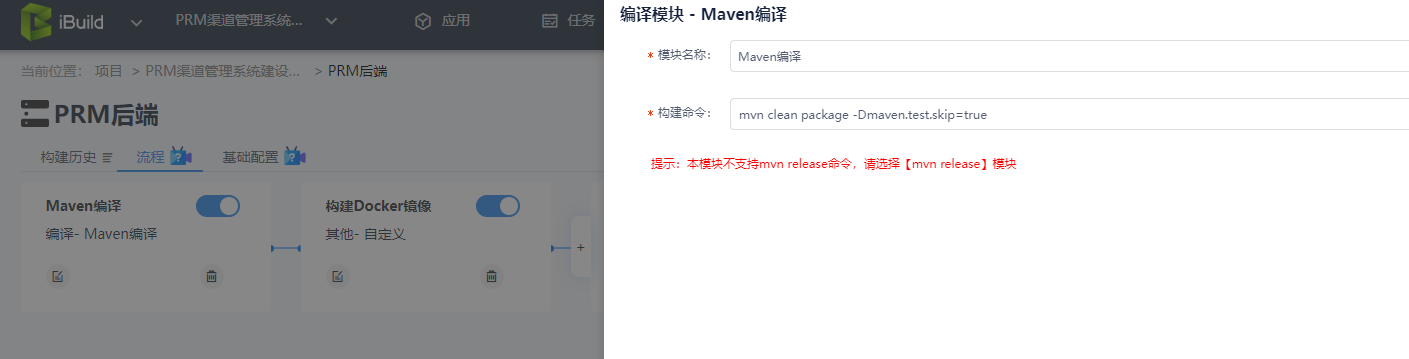 iBuild
PRM渠道管理系统...
应用
任务
当前位置： 项目 > PRM渠道管理系统建设... > PRM后端
PRM后端
构建历史
流程
基础配置
Maven编译
编译- Maven编译
构建Docker镜像
其他- 自定义
+
编译模块 - Maven编译
* 模块名称：
Maven编译
* 构建命令：
mvn clean package -Dmaven.test.skip=true
提示：本模块不支持mvn release命令，请选择【mvn release】模块